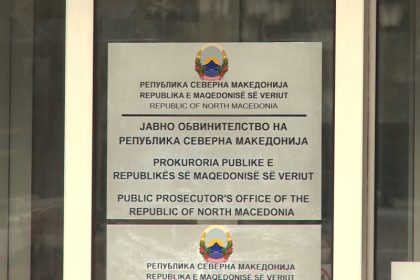 РЕПУБЛИКА СЕВЕРНА МАКЕДОНИЈА
REPUBLIKA E MAQEDONISË SË VERIUT
REPUBLIC OF NORTH MACEDONIA
ЈАВНО ОБВИНИТЕЛСТВО НА
РЕПУБЛИКА СЕВЕРНА МАКЕДОНИЈА
PROKURORIA PUBLIKE E
REPUBLIKËS SË MAQEDONISË SË VERIUT
PUBLIC PROSECUTOR'S OFFICE OF THE
REPUBLIC OF NORTH MACEDONIA
РЕПУБЛИКА СЕВЕРНА МАКЕДОНИЈА
REPUBLIKA E MAQEDONISË SË VERIUT